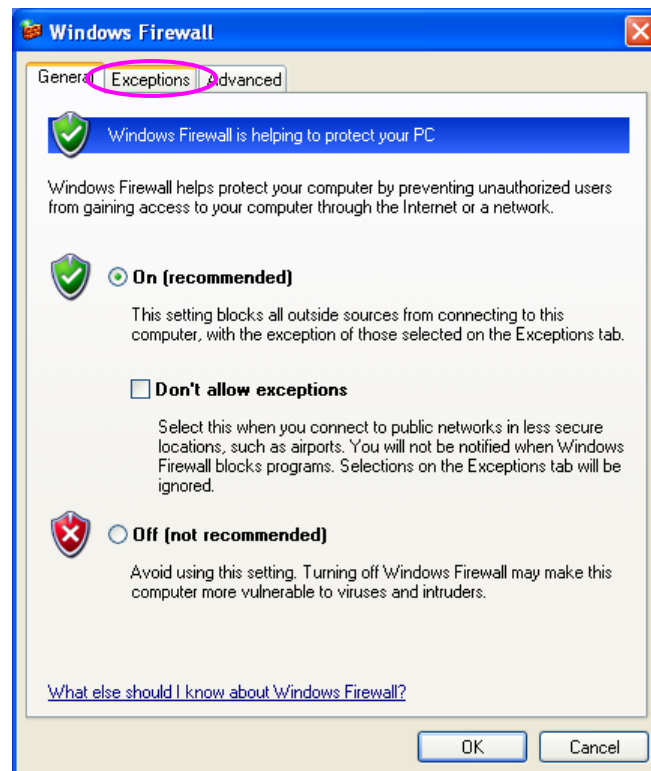 Windows Firewall
General Exceptions Advanced
Windows Firewall is helping to protect your PC
Windows Firewall helps protect your computer by preventing unauthorized users
from gaining access to your computer through the Internet or a network.
On (recommended)
This setting blocks all outside sources from connecting to this
computer, with the exception of those selected on the Exceptions tab.
Don't allow exceptions
Select this when you connect to public networks in less secure
locations, such as airports. You will not be notified when Windows
Firewall blocks programs. Selections on the Exceptions tab will be
ignored.
Off (not recommended)
Avoid using this setting. Turning off Windows Firewall may make this
computer more vulnerable to viruses and intruders.
What else should I know about Windows Firewall?
OK Cancel